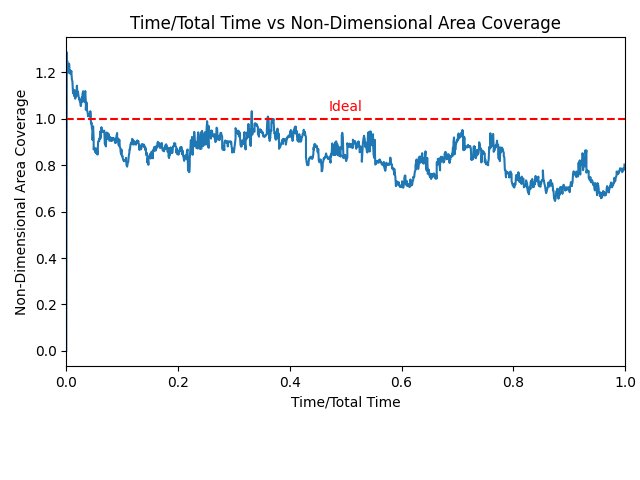 Time/Total Time vs Non-Dimensional Area Coverage
Non-Dimensional Area Coverage
1.2
1.0
0.8
0.6
0.4
0.2
0.0
Ideal
0.0 0.2 0.4 0.6 0.8 1.0
Time/Total Time